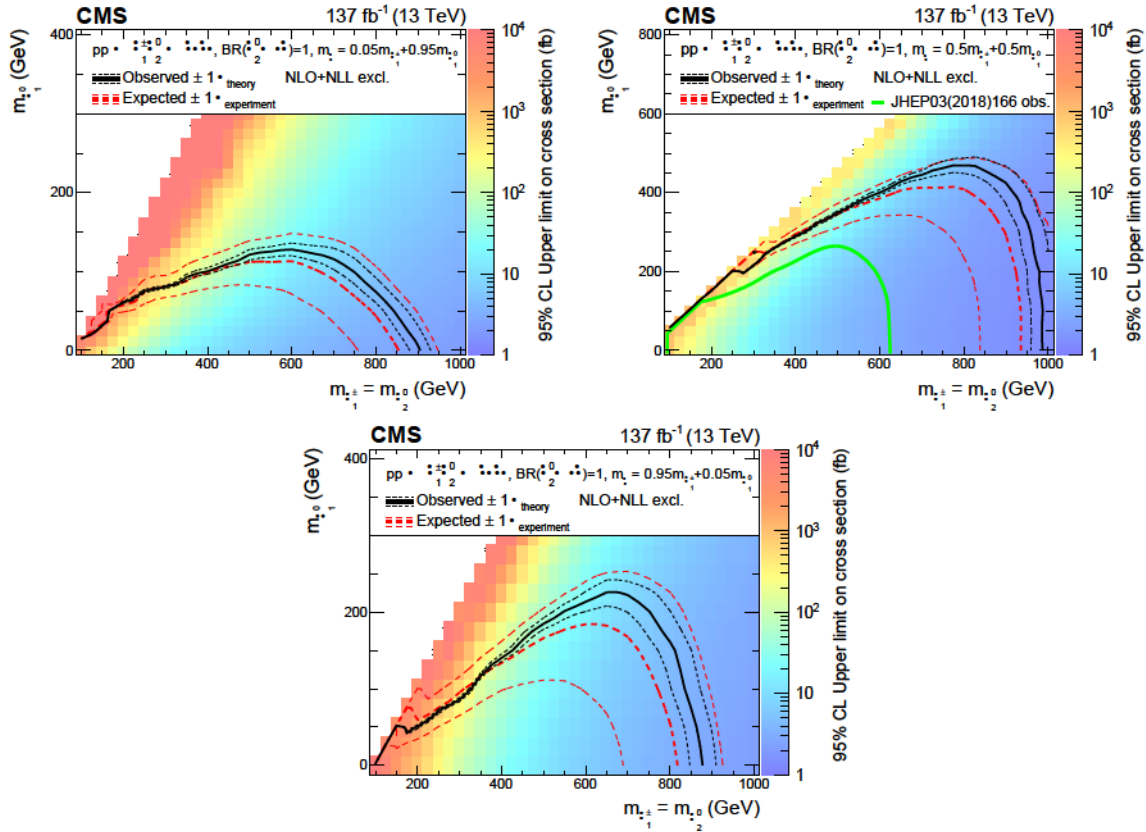 CMS 137 fb⁻¹ (13 TeV)
pp
, BR(
)=1, m
= 0.05m
+0.95m
Observed ± 1
theory
NLO+NLL excl.
Expected ± 1
experiment
m
(GeV)
400
200
0
200 400 600 800 1000
m
= m
(GeV)
10⁴
10³
10²
10
1
95% CL Upper limit on cross section (fb)
CMS 137 fb⁻¹ (13 TeV)
pp
, BR(
)=1, m
= 0.5m
+0.5m
Observed ± 1
theory
NLO+NLL excl.
Expected ± 1
experiment
JHEP03(2018)166 obs.
m
(GeV)
800
600
400
200
0
200 400 600 800 1000
m
= m
(GeV)
10⁴
10³
10²
10
1
95% CL Upper limit on cross section (fb)
CMS 137 fb⁻¹ (13 TeV)
pp
, BR(
)=1, m
= 0.95m
+0.05m
Observed ± 1
theory
NLO+NLL excl.
Expected ± 1
experiment
m
(GeV)
400
200
0
200 400 600 800 1000
m
= m
(GeV)
10⁴
10³
10²
10
1
95% CL Upper limit on cross section (fb)